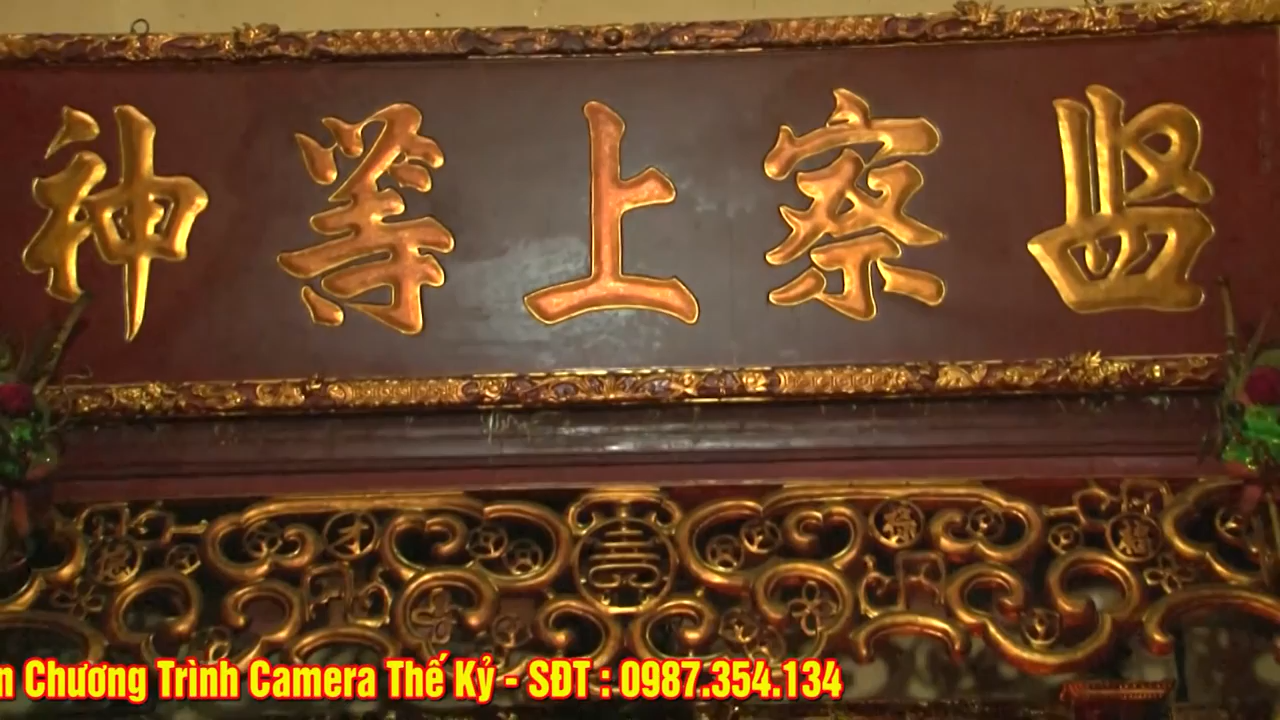 監察上等神
n Chương Trình Camera Thế Kỷ - SĐT : 0987.354.134